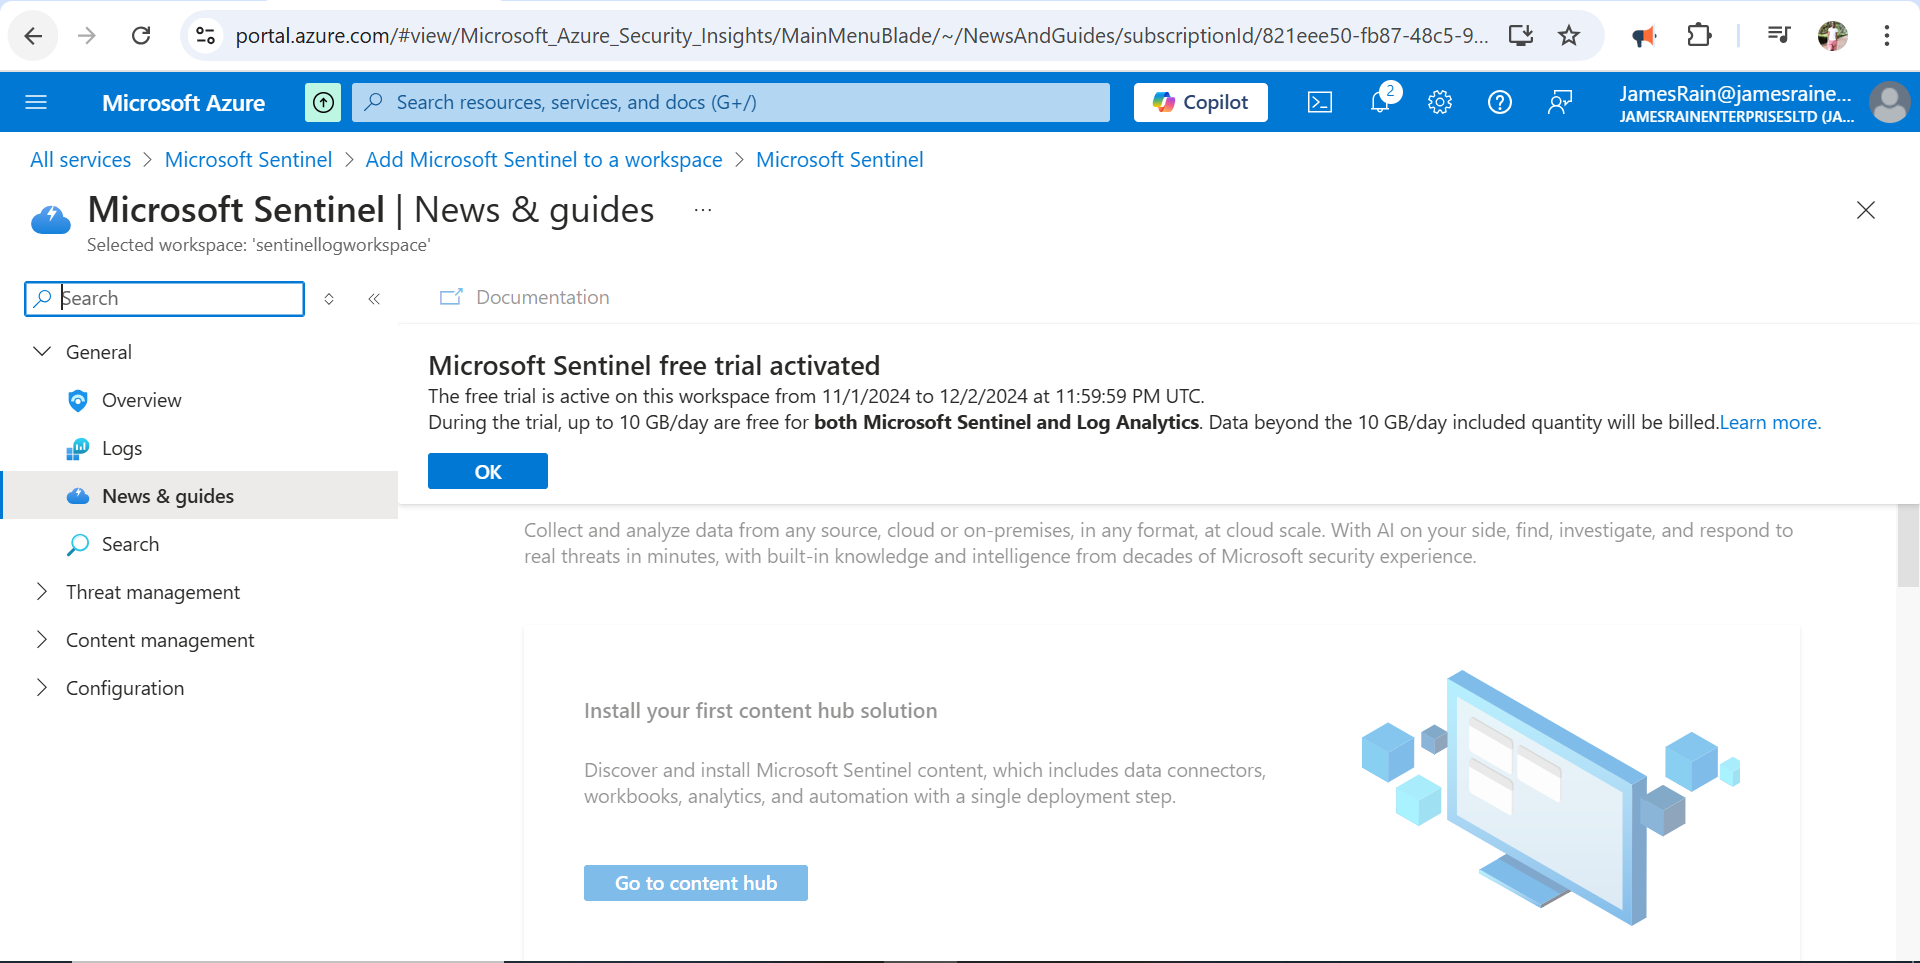 portal.azure.com/#view/Microsoft_Azure_Security_Insights/MainMenuBlade/~/NewsAndGuides/subscriptionId/821eee50-fb87-48c5-9...
Microsoft Azure
Search resources, services, and docs (G+/)
Copilot
2
JamesRain@jamesraine...
JAMESRAINENTERPRISESLTD (JA...
All services > Microsoft Sentinel > Add Microsoft Sentinel to a workspace > Microsoft Sentinel
Microsoft Sentinel | News & guides ...
Selected workspace: 'sentinellogworkspace'
Search
Documentation
General
Overview
Logs
News & guides
Search
Threat management
Content management
Configuration
Microsoft Sentinel free trial activated
The free trial is active on this workspace from 11/1/2024 to 12/2/2024 at 11:59:59 PM UTC.
During the trial, up to 10 GB/day are free for both Microsoft Sentinel and Log Analytics. Data beyond the 10 GB/day included quantity will be billed.Learn more.
OK
Collect and analyze data from any source, cloud or on-premises, in any format, at cloud scale. With AI on your side, find, investigate, and respond to
real threats in minutes, with built-in knowledge and intelligence from decades of Microsoft security experience.
Install your first content hub solution
Discover and install Microsoft Sentinel content, which includes data connectors,
workbooks, analytics, and automation with a single deployment step.
Go to content hub